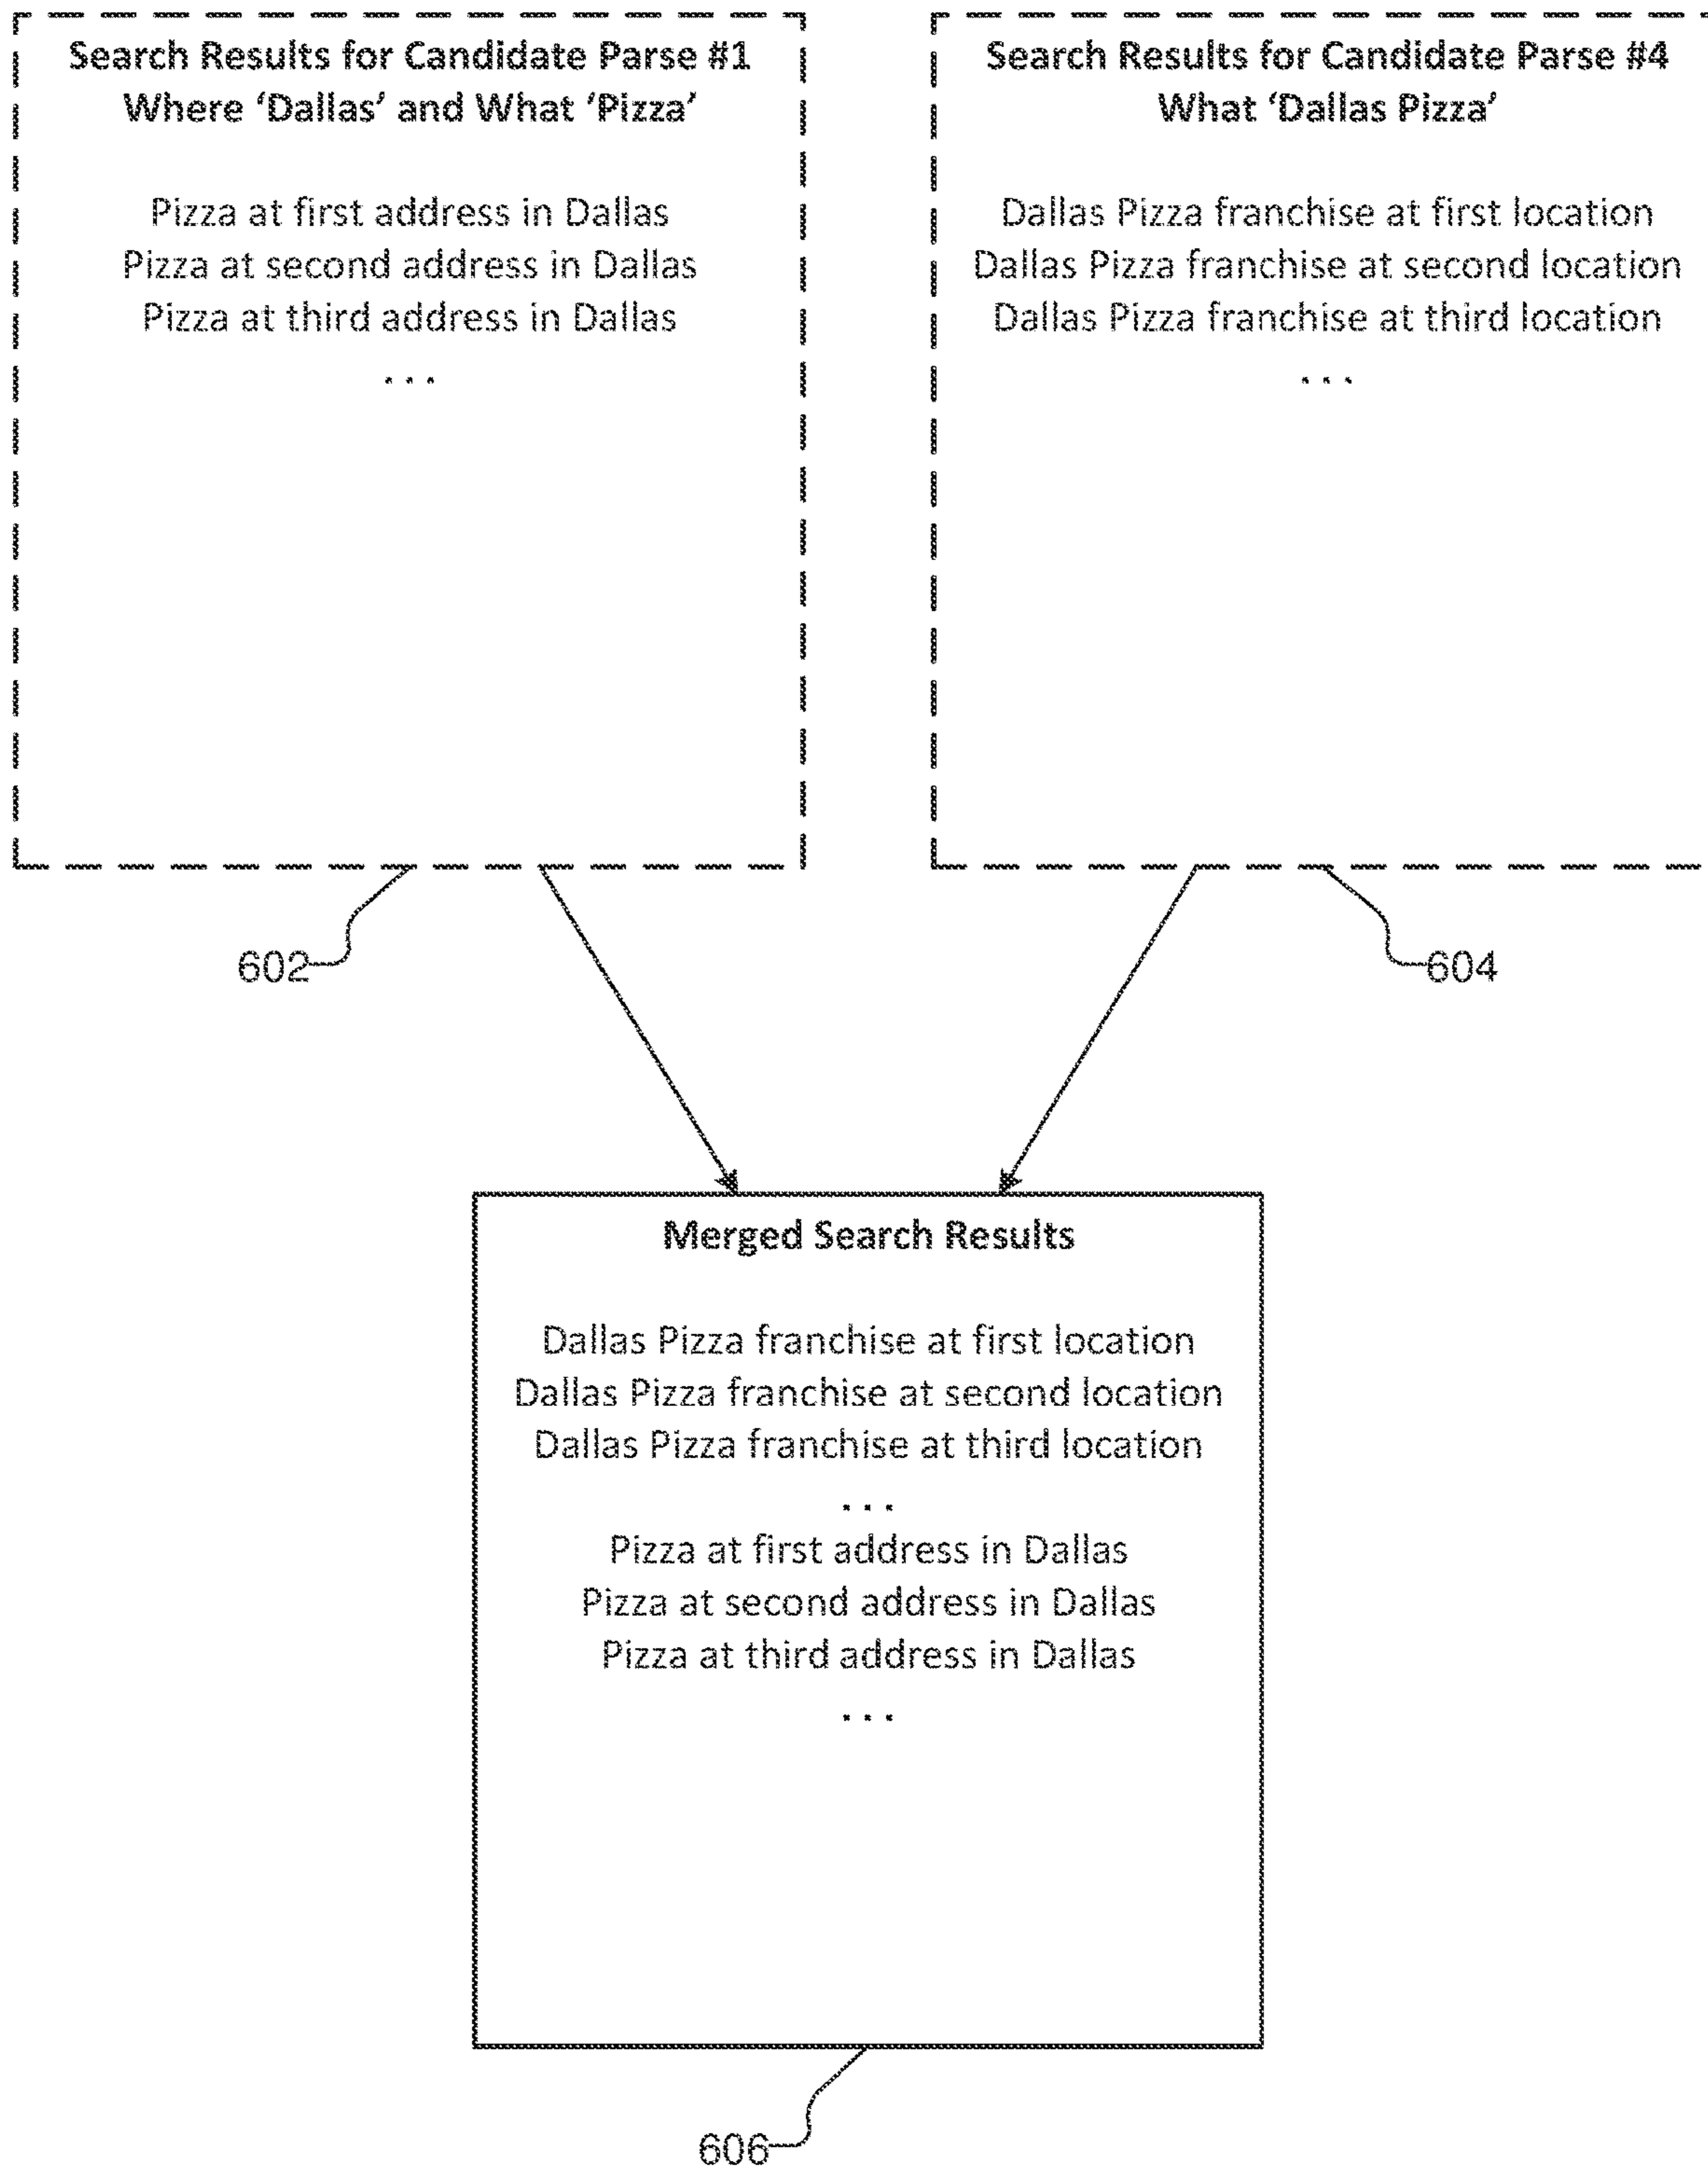 Search Results for Candidate Parse #1
Where ‘Dallas’ and What ‘Pizza’
Pizza at first address in Dallas
Pizza at second address in Dallas
Pizza at third address in Dallas
...
602
Search Results for Candidate Parse #4
What ‘Dallas Pizza’
Dallas Pizza franchise at first location
Dallas Pizza franchise at second location
Dallas Pizza franchise at third location
...
604
Merged Search Results
Dallas Pizza franchise at first location
Dallas Pizza franchise at second location
Dallas Pizza franchise at third location
...
Pizza at first address in Dallas
Pizza at second address in Dallas
Pizza at third address in Dallas
...
606